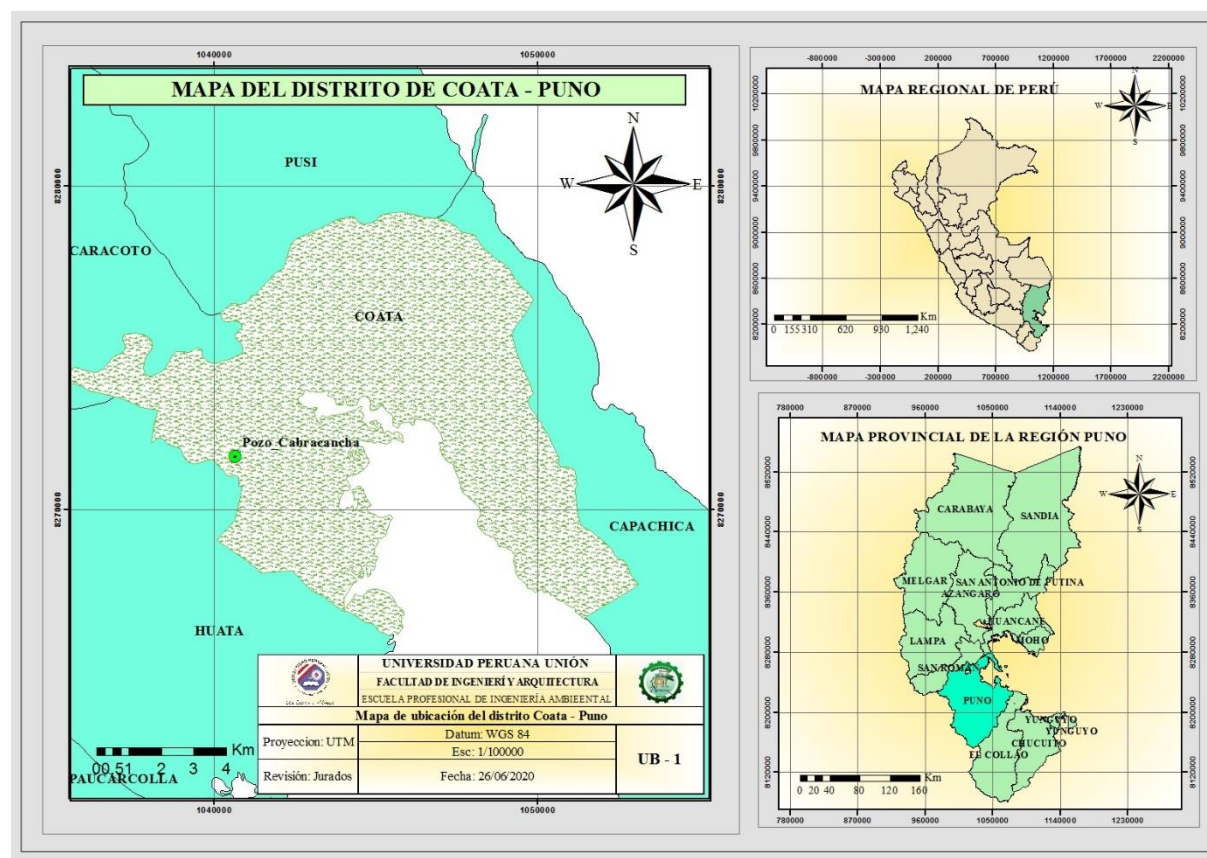 1040000 1050000
MAPA DEL DISTRITO DE COATA - PUNO
N
W E
S
PUSI
8280000 8280000
CARACOTO
COATA
Pozo_Cabracancha
8270000 8270000
CAPACHICA
HUATA
PAUCARCOLLA
Km
00.51 2 3 4
UNIVERSIDAD PERUANA UNIÓN
FACULTAD DE INGENIERÍ Y ARQUITECTURA
ESCUELA PROFESIONAL DE INGENIERÍA AMBIEENTAL
Mapa de ubicación del distrito Coata - Puno
Proyeccion: UTM
Datum: WGS 84
Esc: 1/100000
Revisión: Jurados
Fecha: 26/06/2020
UB - 1
1040000 1050000
-800000 -300000 200000 700000 1200000 1700000 2200000
MAPA REGIONAL DE PERÚ
N
W E
S
10200000 10200000
9800000 9800000
9400000 9400000
9000000 9000000
8600000 8600000
8200000 8200000
Km
0 155310 620 930 1,240
-800000 -300000 200000 700000 1200000 1700000 2200000
780000 870000 960000 1050000 1140000 1230000
MAPA PROVINCIAL DE LA REGIÓN PUNO
N
W E
S
8520000 8520000
8440000 8440000
8360000 8360000
8280000 8280000
8200000 8200000
8120000 8120000
CARABAYA
SANDIA
MELGAR
SAN ANTONIO DE PUTINA
AZANGARO
HUANCANE
LAMPA
MOHO
SAN ROMAN
PUNO
YUNGUYO
YUNGUYO
CHUCUITO
EL COLLAO
Km
0 20 40 80 120 160
780000 870000 960000 1050000 1140000 1230000